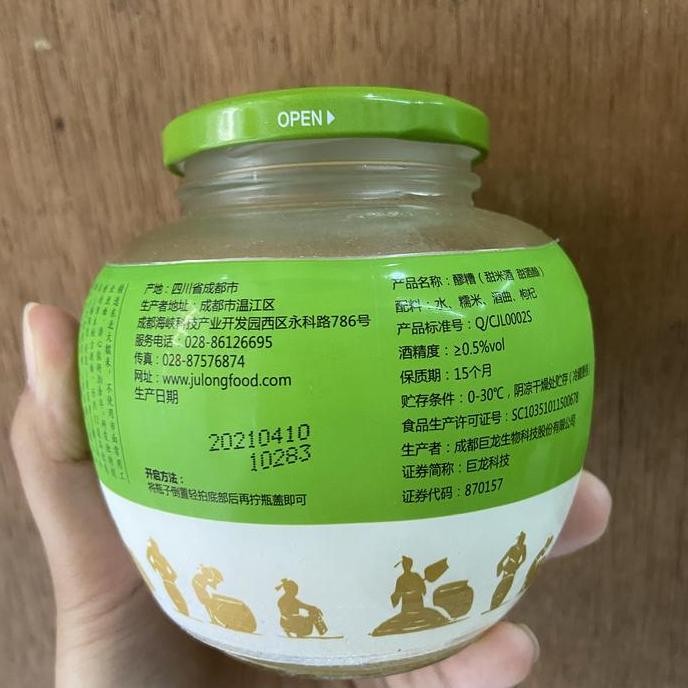 OPEN
产地：四川省成都市
生产者地址：成都市温江区
成都海峡科技产业开发园西区永科路786号
服务电话：028-86126695
传真：028-87576874
网址：www.julongfood.com
生产日期
20210410
10283
开启方法：
将瓶子倒置轻拍底部后再拧瓶盖即可
产品名称：醪糟（甜米酒 甜酒酿）
配料：水、糯米、酒曲、枸杞
产品标准号：Q/CJL0002S
酒精度：≥0.5%vol
保质期：15个月
贮存条件：0-30℃，阴凉干燥处贮存
食品生产许可证号：SC10351011500678
生产者：成都巨龙生物科技股份有限公司
证券简称：巨龙科技
证券代码：870157